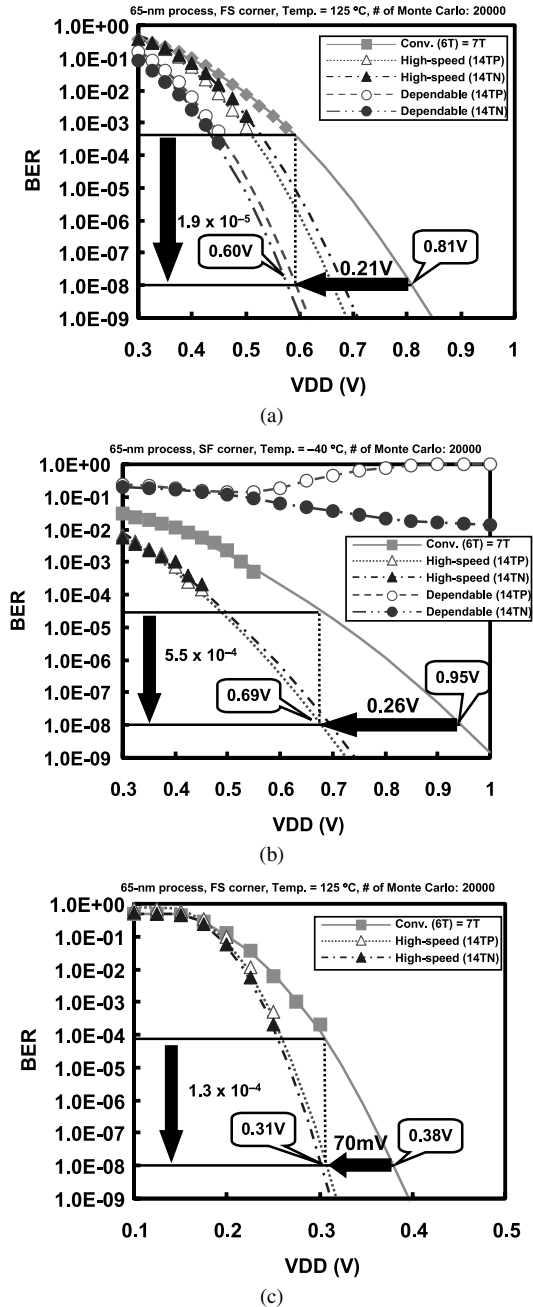 65-nm process, FS corner, Temp. = 125 °C, # of Monte Carlo: 20000
1.0E+00
1.0E-01
1.0E-02
1.0E-03
1.0E-04
1.0E-05
1.0E-06
1.0E-07
1.0E-08
1.0E-09
BER
Conv. (6T) = 7T
High-speed (14TP)
High-speed (14TN)
Dependable (14TP)
Dependable (14TN)
1.9 x 10⁻⁵
0.60V
0.21V
0.81V
0.3 0.4 0.5 0.6 0.7 0.8 0.9 1
VDD (V)
(a)
65-nm process, SF corner, Temp. = -40 °C, # of Monte Carlo: 20000
1.0E+00
1.0E-01
1.0E-02
1.0E-03
1.0E-04
1.0E-05
1.0E-06
1.0E-07
1.0E-08
1.0E-09
BER
Conv. (6T) = 7T
High-speed (14TP)
High-speed (14TN)
Dependable (14TP)
Dependable (14TN)
5.5 x 10⁻⁴
0.69V
0.26V
0.95V
0.3 0.4 0.5 0.6 0.7 0.8 0.9 1
VDD (V)
(b)
65-nm process, FS corner, Temp. = 125 °C, # of Monte Carlo: 20000
1.0E+00
1.0E-01
1.0E-02
1.0E-03
1.0E-04
1.0E-05
1.0E-06
1.0E-07
1.0E-08
1.0E-09
BER
Conv. (6T) = 7T
High-speed (14TP)
High-speed (14TN)
1.3 x 10⁻⁴
0.31V
70mV
0.38V
0.1 0.2 0.3 0.4 0.5
VDD (V)
(c)